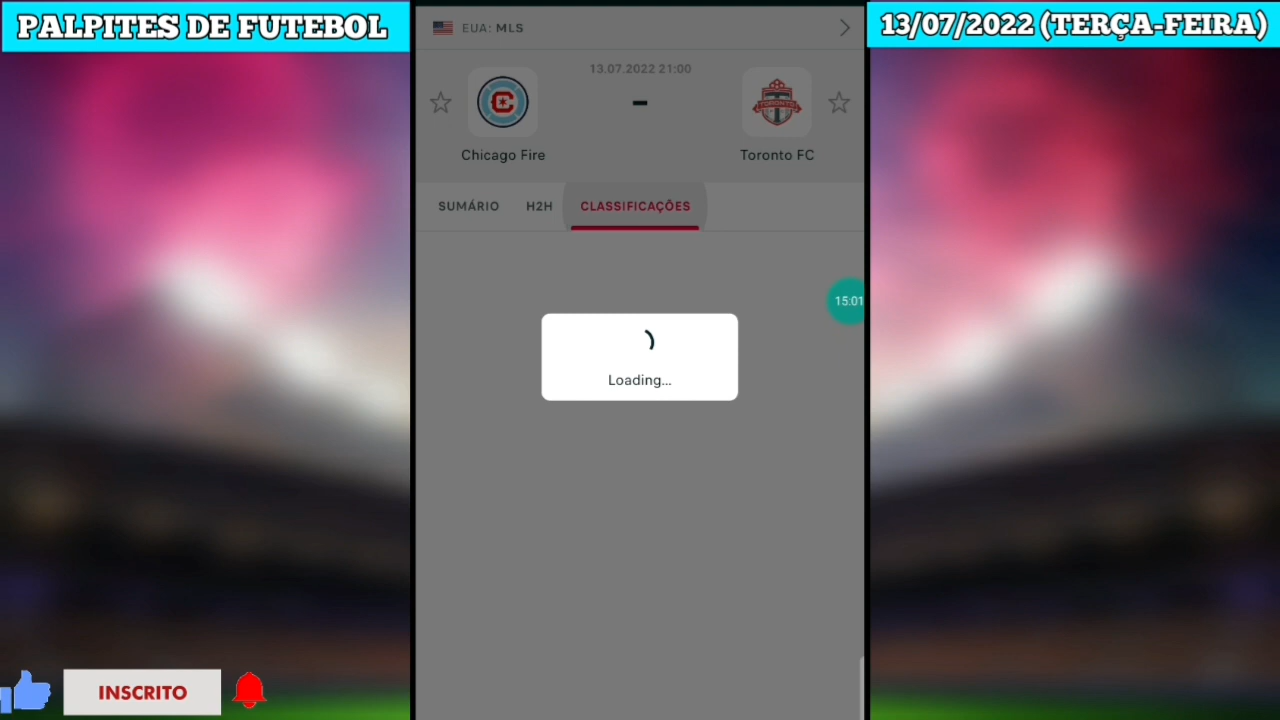 PALPITES DE FUTEBOL
13/07/2022 (TERÇA-FEIRA)
EUA: MLS
13.07.2022 21:00
-
TORONTO
Chicago Fire
Toronto FC
SUMÁRIO H2H CLASSIFICAÇÕES
15:01
Loading...
INSCRITO